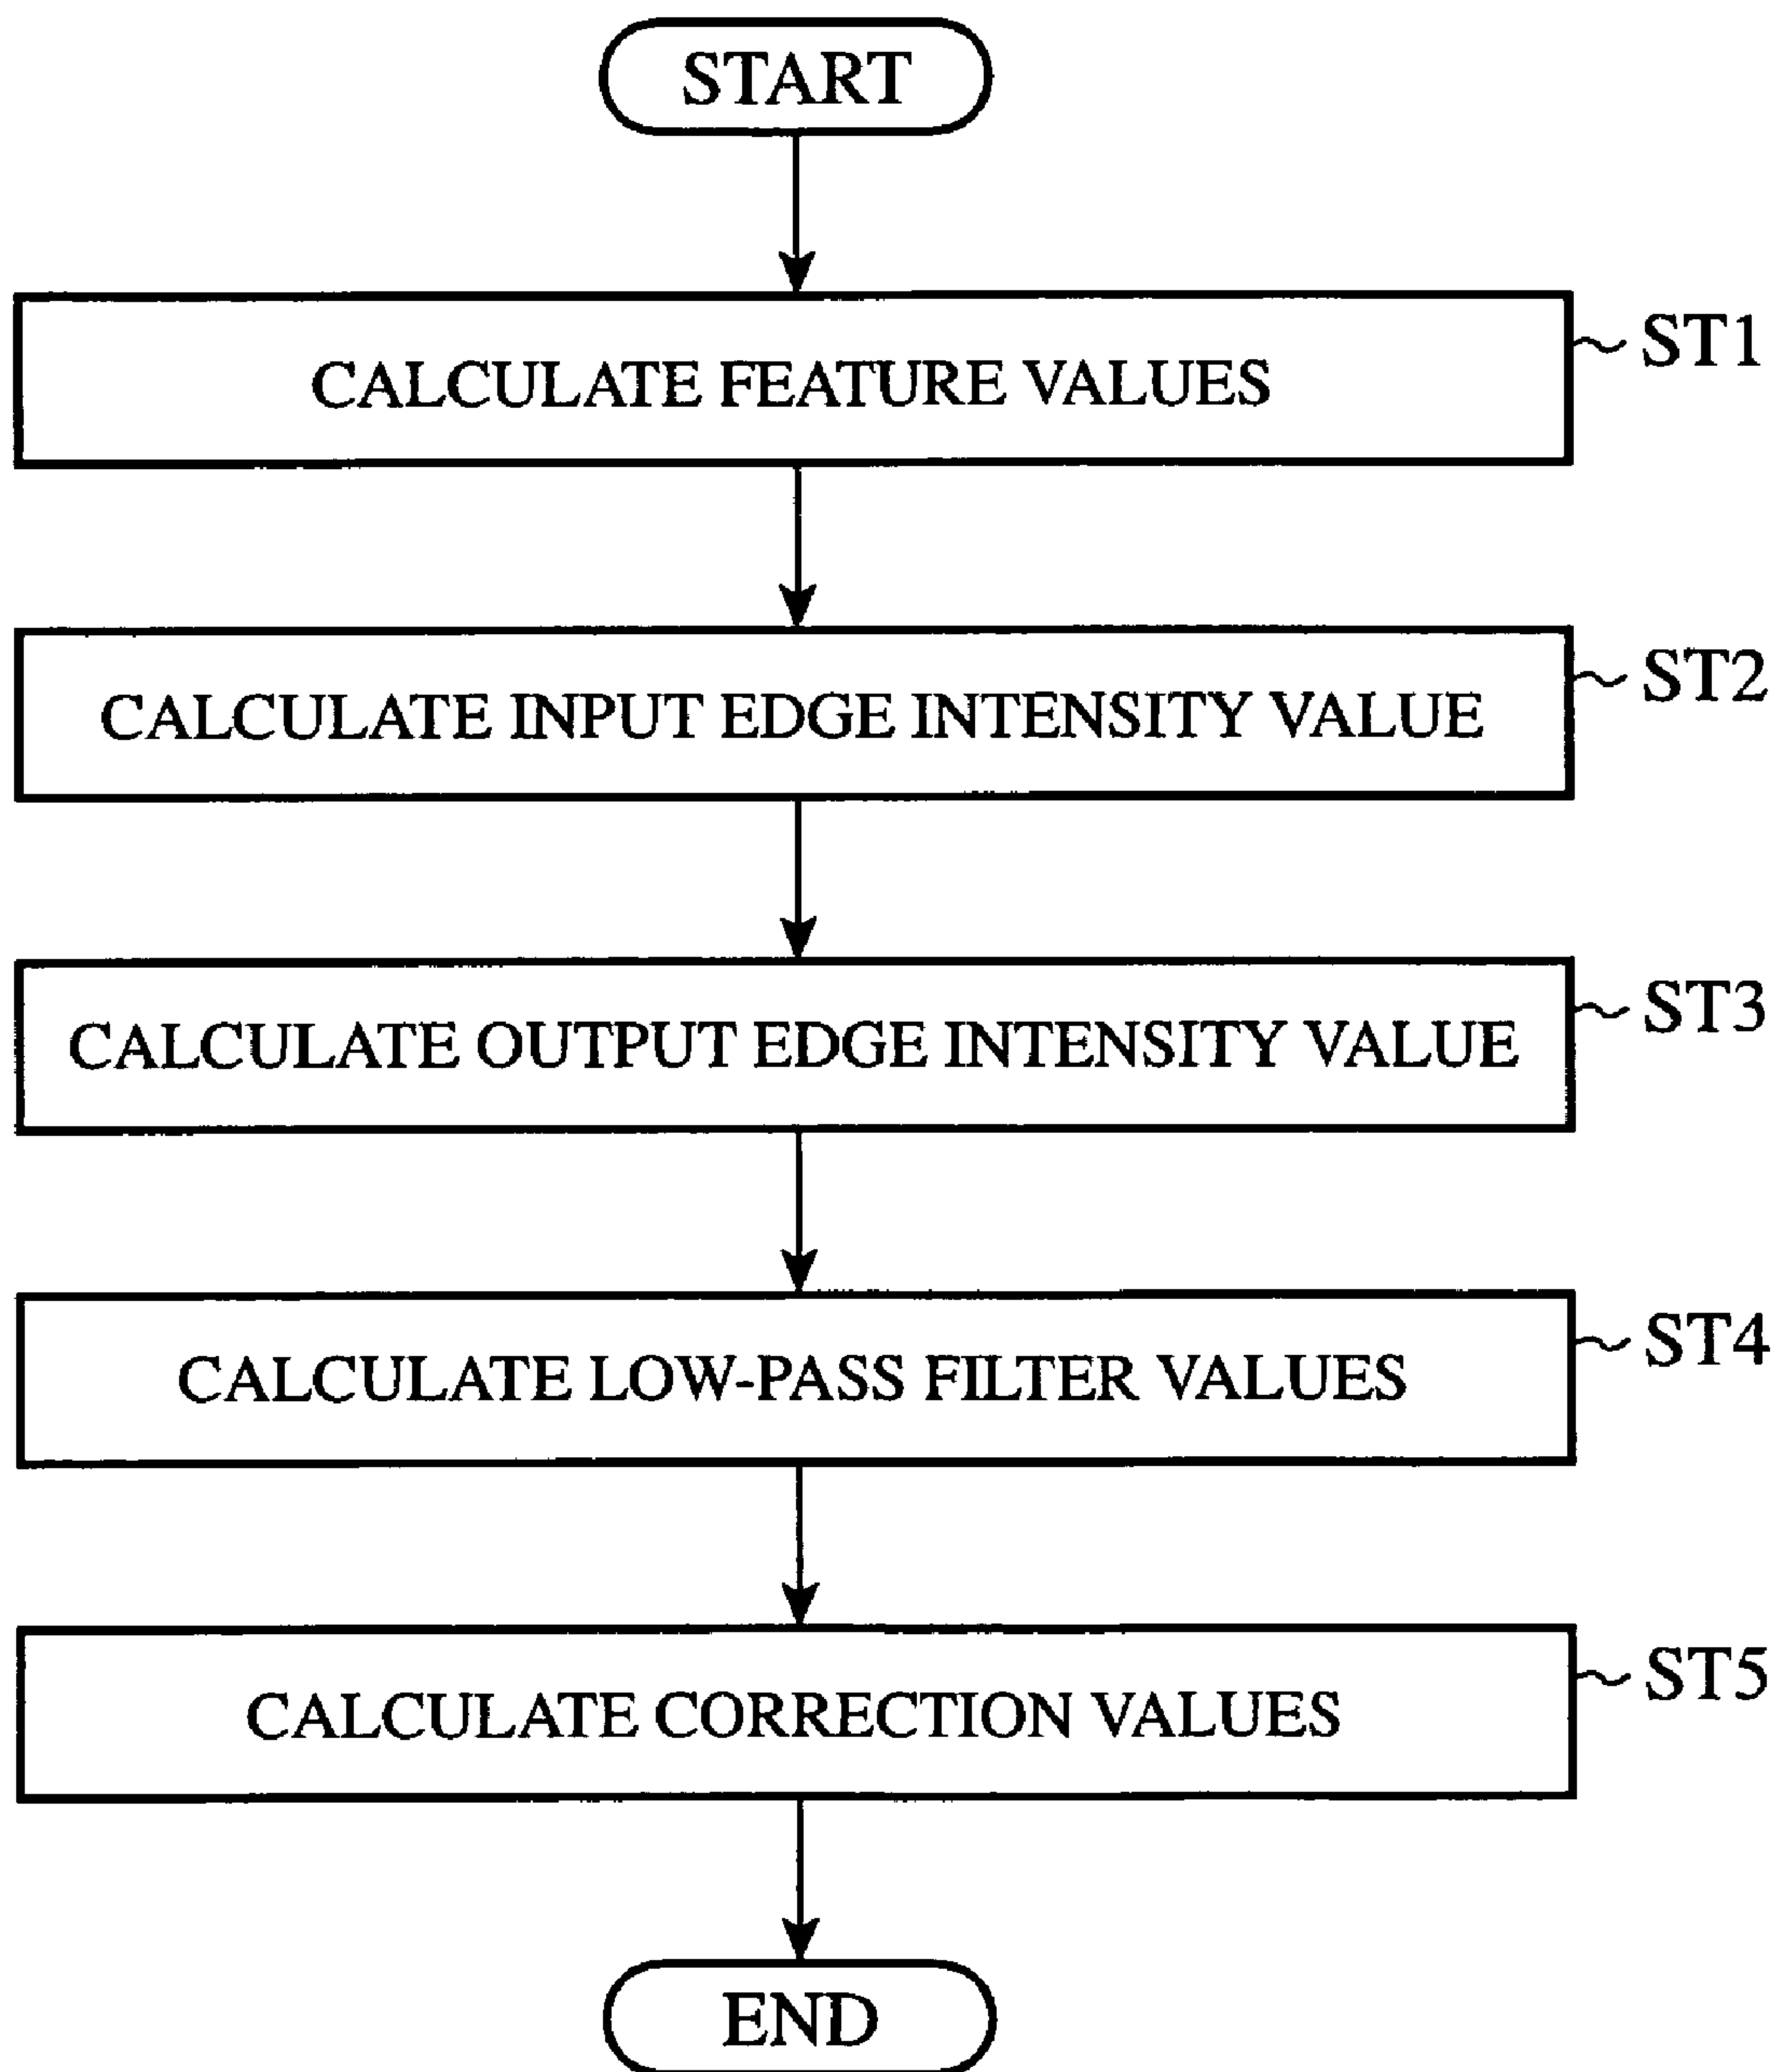 START
CALCULATE FEATURE VALUES
ST1
CALCULATE INPUT EDGE INTENSITY VALUE
ST2
CALCULATE OUTPUT EDGE INTENSITY VALUE
ST3
CALCULATE LOW-PASS FILTER VALUES
ST4
CALCULATE CORRECTION VALUES
ST5
END